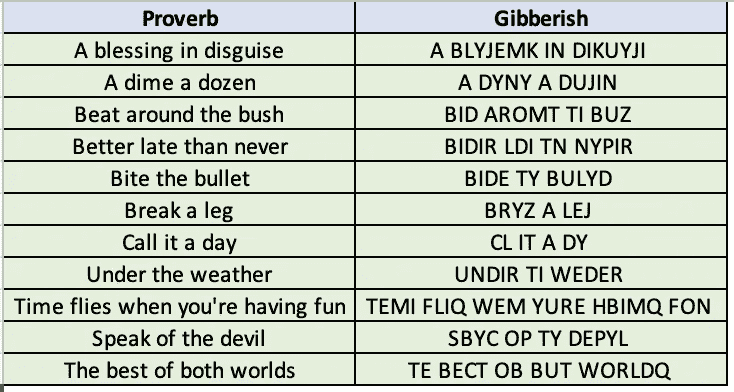 Proverb Gibberish
A blessing in disguise A BLYJEMK IN DIKUYJI
A dime a dozen A DYNY A DUJIN
Beat around the bush BID AROMT TI BUZ
Better late than never BIDIR LDI TN NYPIR
Bite the bullet BIDE TY BULYD
Break a leg BRYZ A LEJ
Call it a day CL IT A DY
Under the weather UNDIR TI WEDER
Time flies when you're having fun TEMI FLIQ WEM YURE HBIMQ FON
Speak of the devil SBYC OP TY DEPYL
The best of both worlds TE BECT OB BUT WORLDQ